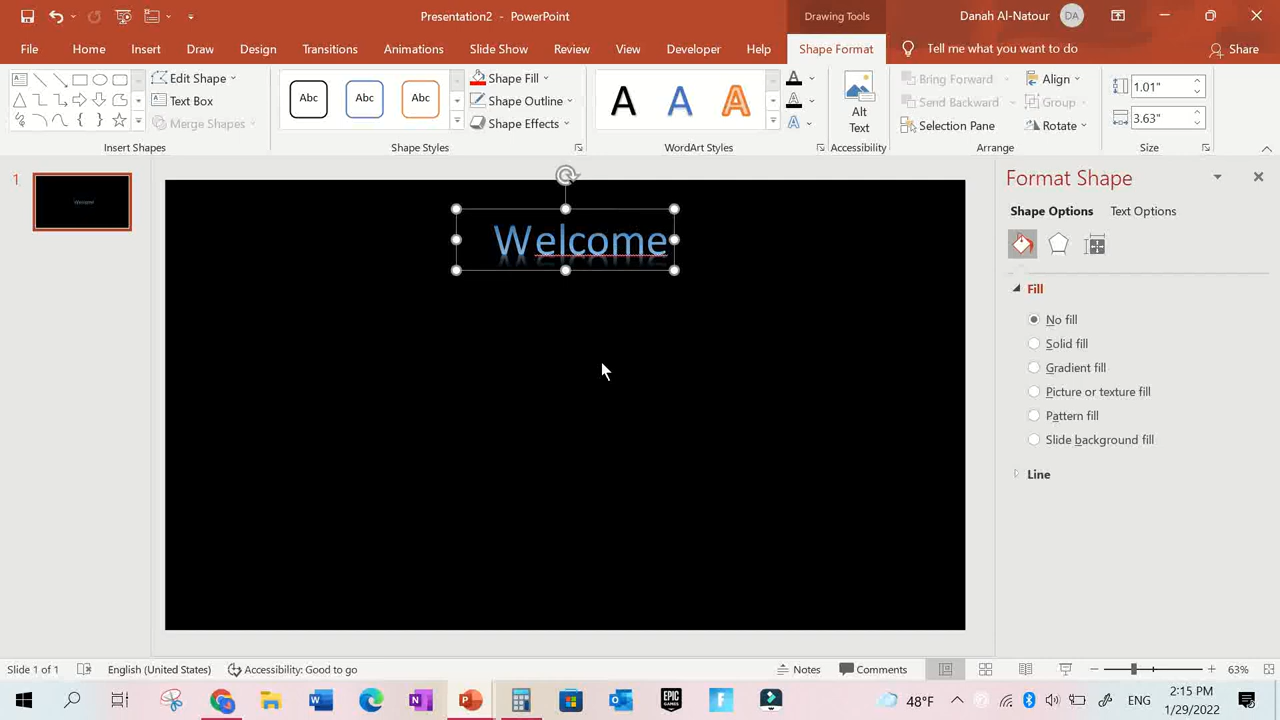 Presentation2 - PowerPoint
Drawing Tools
Danah Al-Natour DA
File Home Insert Draw Design Transitions Animations Slide Show Review View Developer Help Shape Format Tell me what you want to do Share
Edit Shape
Text Box
Merge Shapes
Insert Shapes
Abc Abc Abc
Shape Fill
Shape Outline
Shape Effects
Shape Styles
A A A
A
A
A
WordArt Styles
Alt
Text
Accessibility
Bring Forward
Send Backward
Selection Pane
Align
Group
Rotate
Arrange
1.01"
3.63"
Size
1
Welcome
Welcome
Format Shape
Shape Options Text Options
Fill
No fill
Solid fill
Gradient fill
Picture or texture fill
Pattern fill
Slide background fill
Line
Slide 1 of 1 English (United States) Accessibility: Good to go Notes Comments 63%
EPIC
GAMES
48°F ENG
2:15 PM
1/29/2022